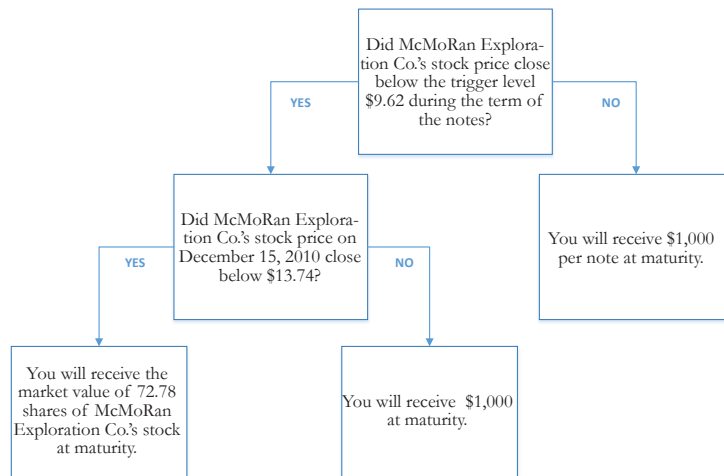 Did McMoRan Explora-
tion Co.'s stock price close
below the trigger level
$9.62 during the term of
the notes?
YES
NO
Did McMoRan Explora-
tion Co.'s stock price on
December 15, 2010 close
below $13.74?
You will receive $1,000
per note at maturity.
YES
NO
You will receive the
market value of 72.78
shares of McMoRan
Exploration Co.'s stock
at maturity.
You will receive $1,000
at maturity.